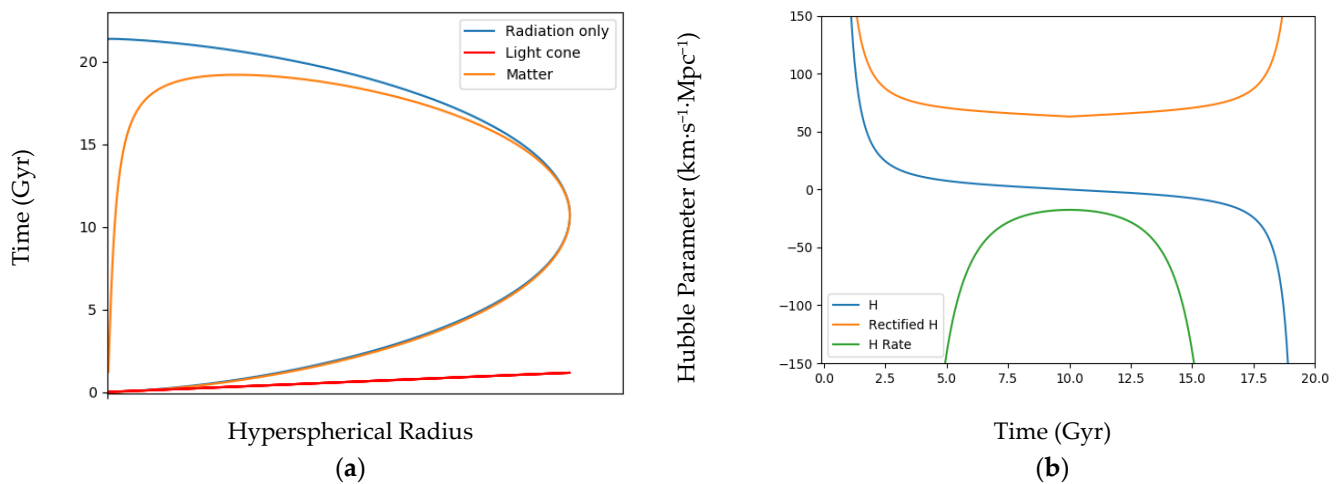 Radiation only
Light cone
Matter
20
15
10
5
0
Time (Gyr)
Hyperspherical Radius
(a)
150
100
50
0
−50
−100
−150
H
Rectified H
H Rate
0.0 2.5 5.0 7.5 10.0 12.5 15.0 17.5 20.0
Hubble Parameter (km·s⁻¹·Mpc⁻¹)
Time (Gyr)
(b)